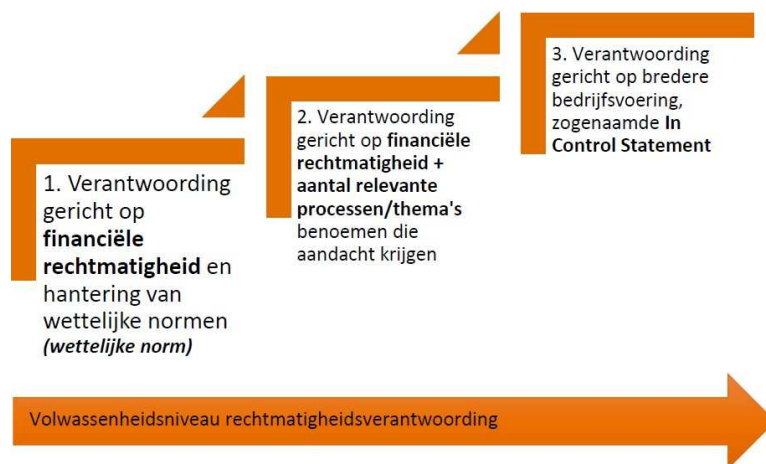 1. Verantwoording
gericht op
financiële
rechtmatigheid en
hantering van
wettelijke normen
(wettelijke norm)
2. Verantwoording
gericht op financiële
rechtmatigheid +
aantal relevante
processen/thema's
benoemen die
aandacht krijgen
3. Verantwoording
gericht op bredere
bedrijfsvoering,
zogenaamde In
Control Statement
Volwassenheidsniveau rechtmatigheidsverantwoording